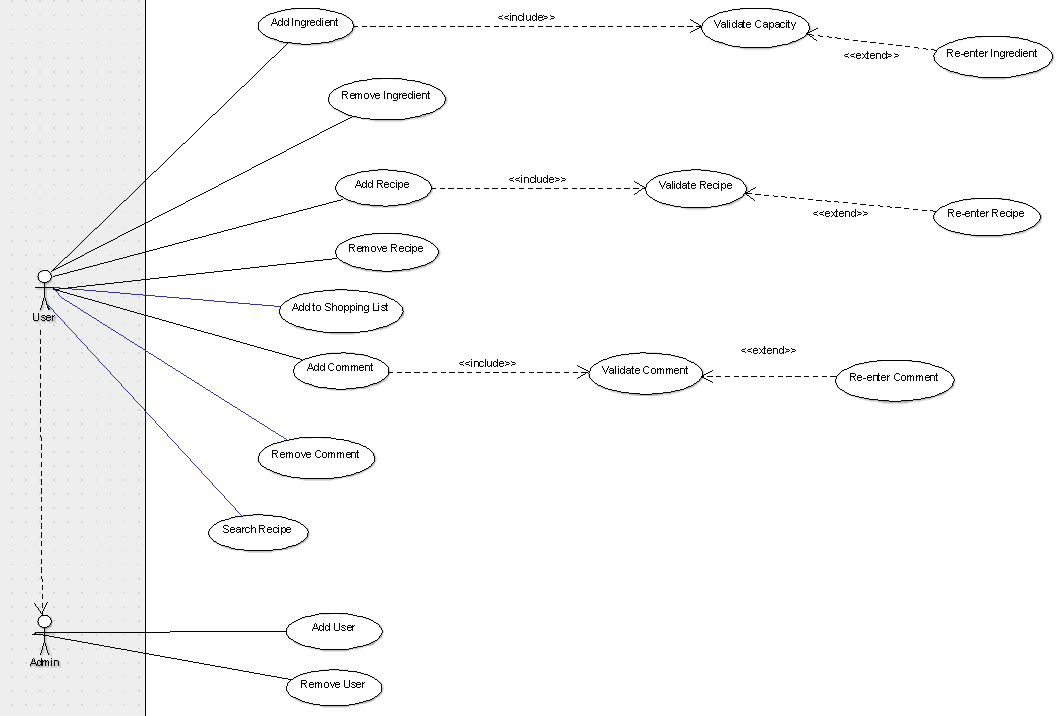 Add Ingredient
<<include>>
Validate Capacity
<<extend>>
Re-enter Ingredient
Remove Ingredient
Add Recipe
<<include>>
Validate Recipe
<<extend>>
Re-enter Recipe
Remove Recipe
Add to Shopping List
User
Add Comment
<<include>>
Validate Comment
<<extend>>
Re-enter Comment
Remove Comment
Search Recipe
Add User
Admin
Remove User